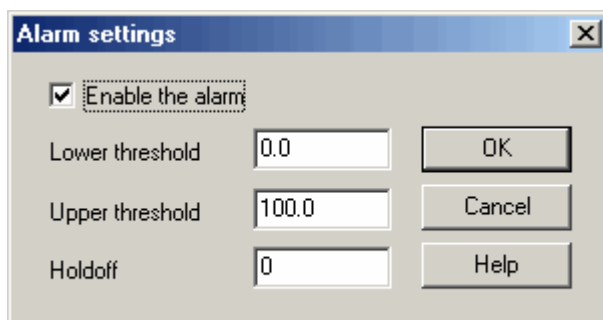 Alarm settings
Enable the alarm
Lower threshold 0.0 OK
Upper threshold 100.0 Cancel
Holdoff 0 Help